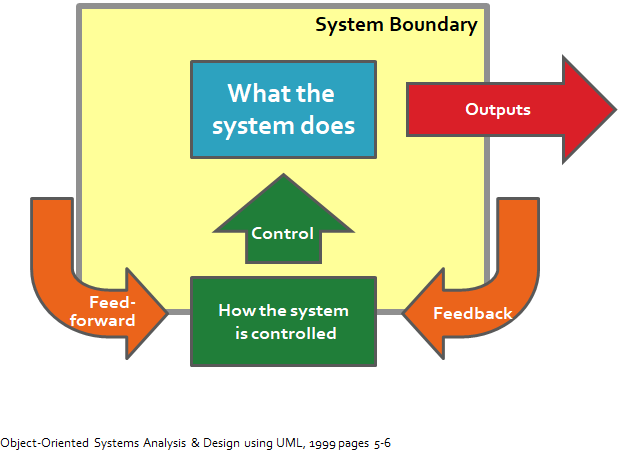 System Boundary
What the
system does
Outputs
Control
Feed-
forward
How the system
is controlled
Feedback
Object-Oriented Systems Analysis & Design using UML, 1999 pages 5-6